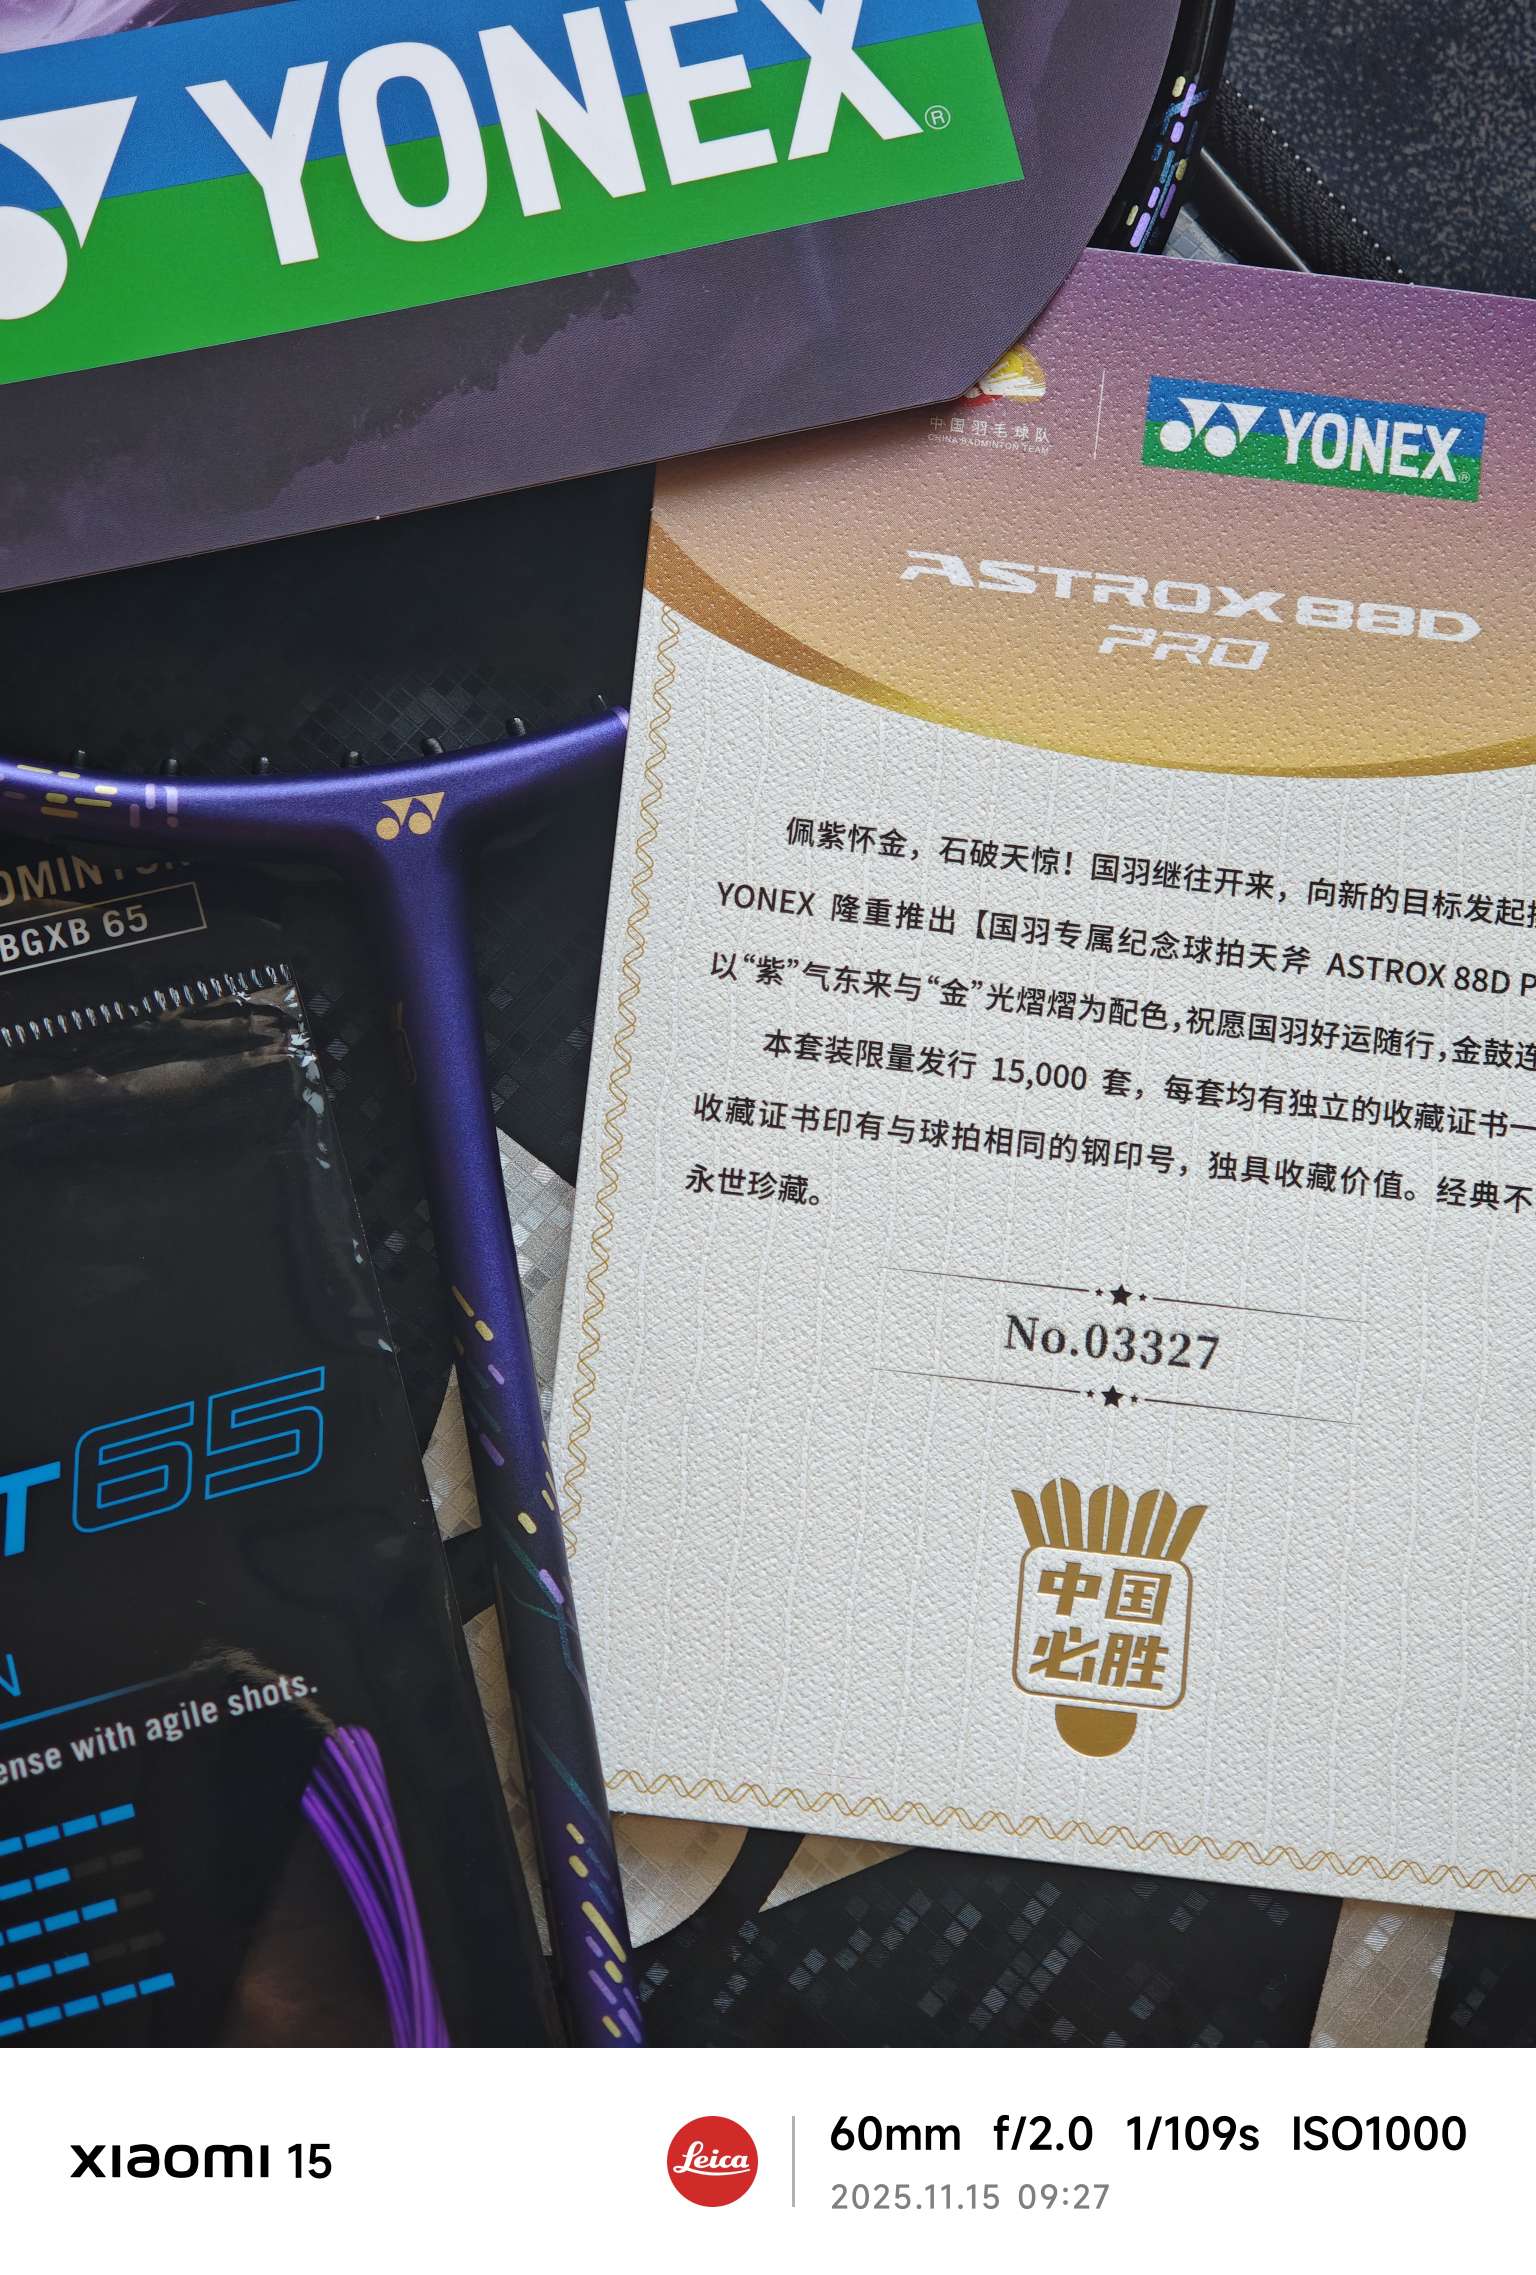 YONEX®
中国羽毛球队
CHINA BADMINTON TEAM
YONEX®
ASTROX 88D
PRO
佩紫怀金，石破天惊！国羽继往开来，向新的目标发起
YONEX 隆重推出【国羽专属纪念球拍天斧 ASTROX 88D P
以“紫”气东来与“金”光熠熠为配色，祝愿国羽好运随行，金鼓连
本套装限量发行 15,000 套，每套均有独立的收藏证书一
收藏证书印有与球拍相同的钢印号，独具收藏价值。经典不
永世珍藏。
No.03327
中国
必胜
DMINTON
BGXB 65
T65
N
ense with agile shots.
xiaomi 15
Leica
60mm f/2.0 1/109s ISO1000
2025.11.15 09:27